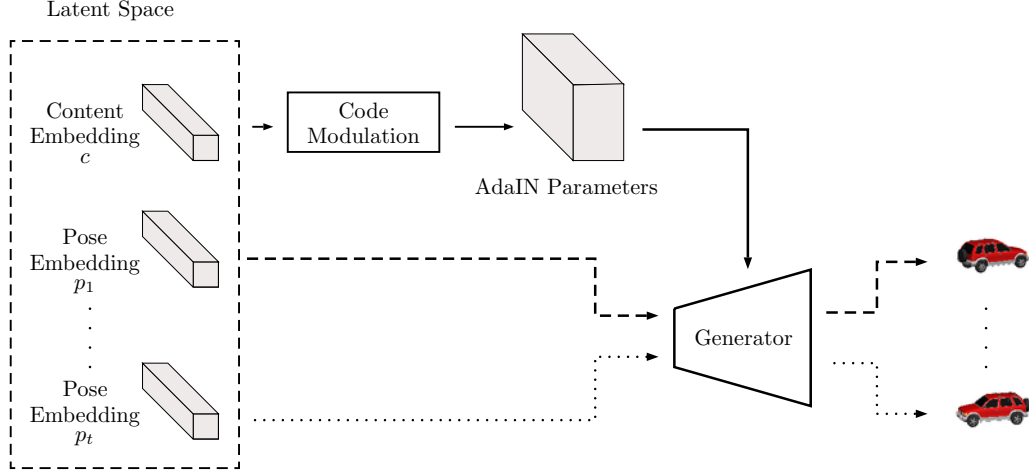 Latent Space
Content
Embedding
c
Code
Modulation
AdaIN Parameters
Pose
Embedding
p₁
Generator
Pose
Embedding
pₜ